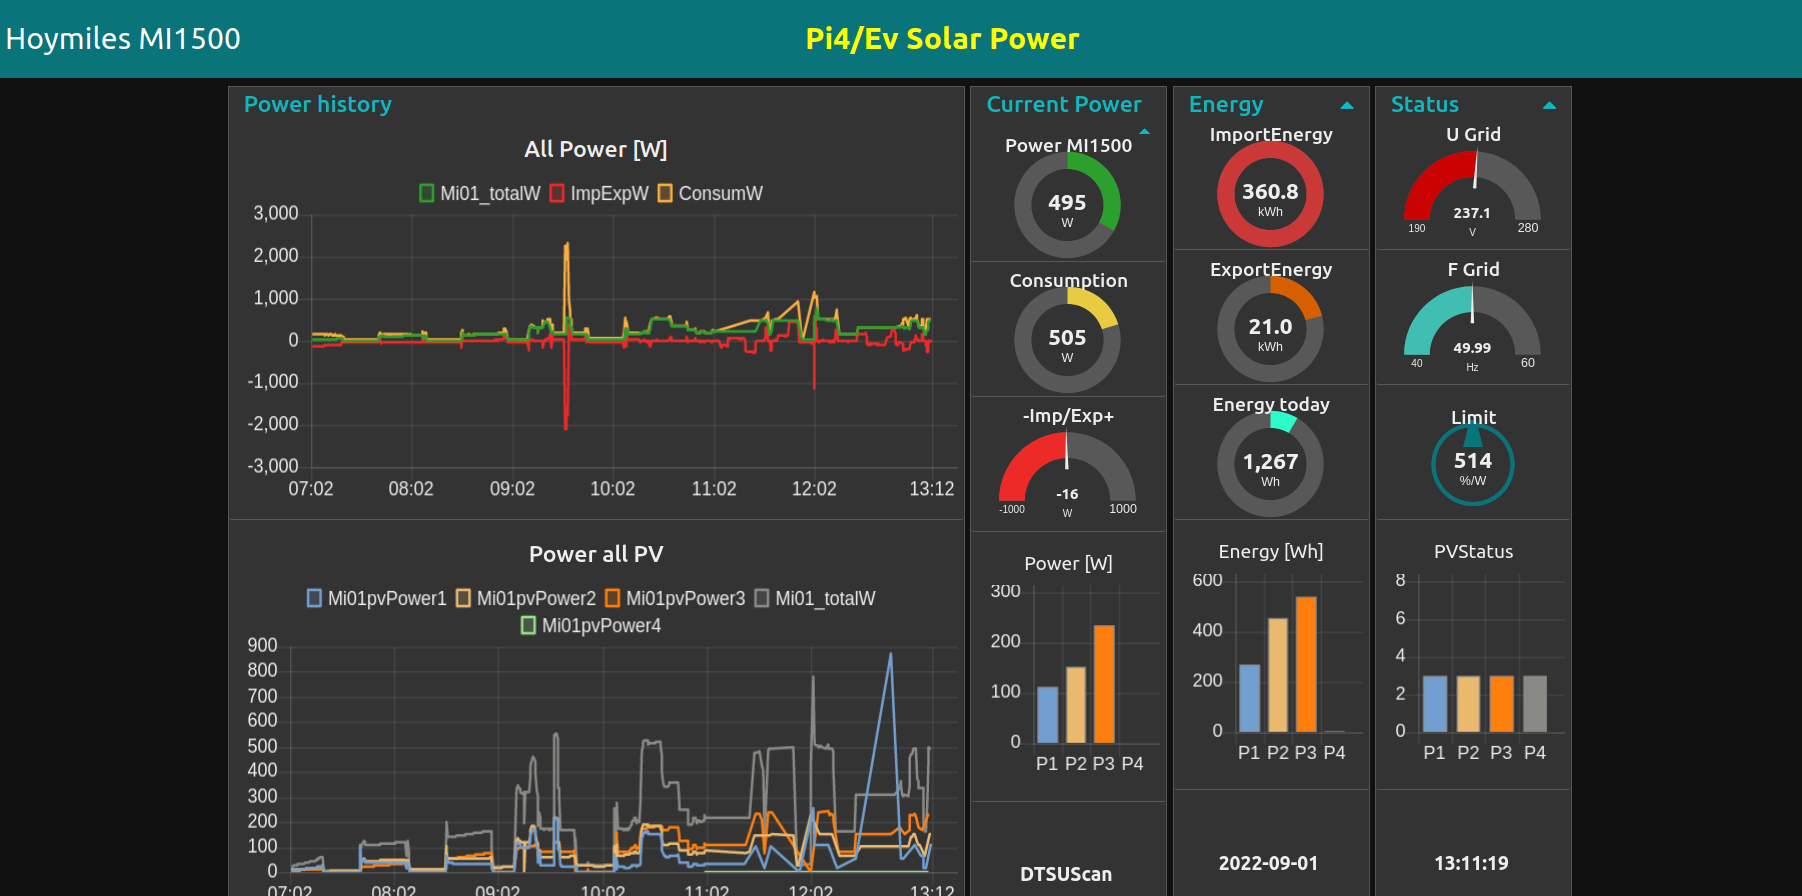 Hoymiles MI1500
Pi4/Ev Solar Power
Power history
All Power [W]
Mi01_totalW ImpExpW ConsumW
3,000
2,000
1,000
0
-1,000
-2,000
-3,000
07:02 08:02 09:02 10:02 11:02 12:02 13:12
Power all PV
Mi01pvPower1 Mi01pvPower2 Mi01pvPower3 Mi01_totalW
Mi01pvPower4
900
800
700
600
500
400
300
200
100
0
07:02 08:02 09:02 10:02 11:02 12:02 13:12
Current Power
Power MI1500
495
W
Consumption
505
W
-Imp/Exp+
-16
-1000 W 1000
Power [W]
300
200
100
0
P1 P2 P3 P4
DTSUScan
Energy
ImportEnergy
360.8
kWh
ExportEnergy
21.0
kWh
Energy today
1,267
Wh
Energy [Wh]
600
400
200
0
P1 P2 P3 P4
2022-09-01
Status
U Grid
237.1
190 V 280
F Grid
49.99
40 Hz 60
Limit
514
%/W
PVStatus
8
6
4
2
0
P1 P2 P3 P4
13:11:19